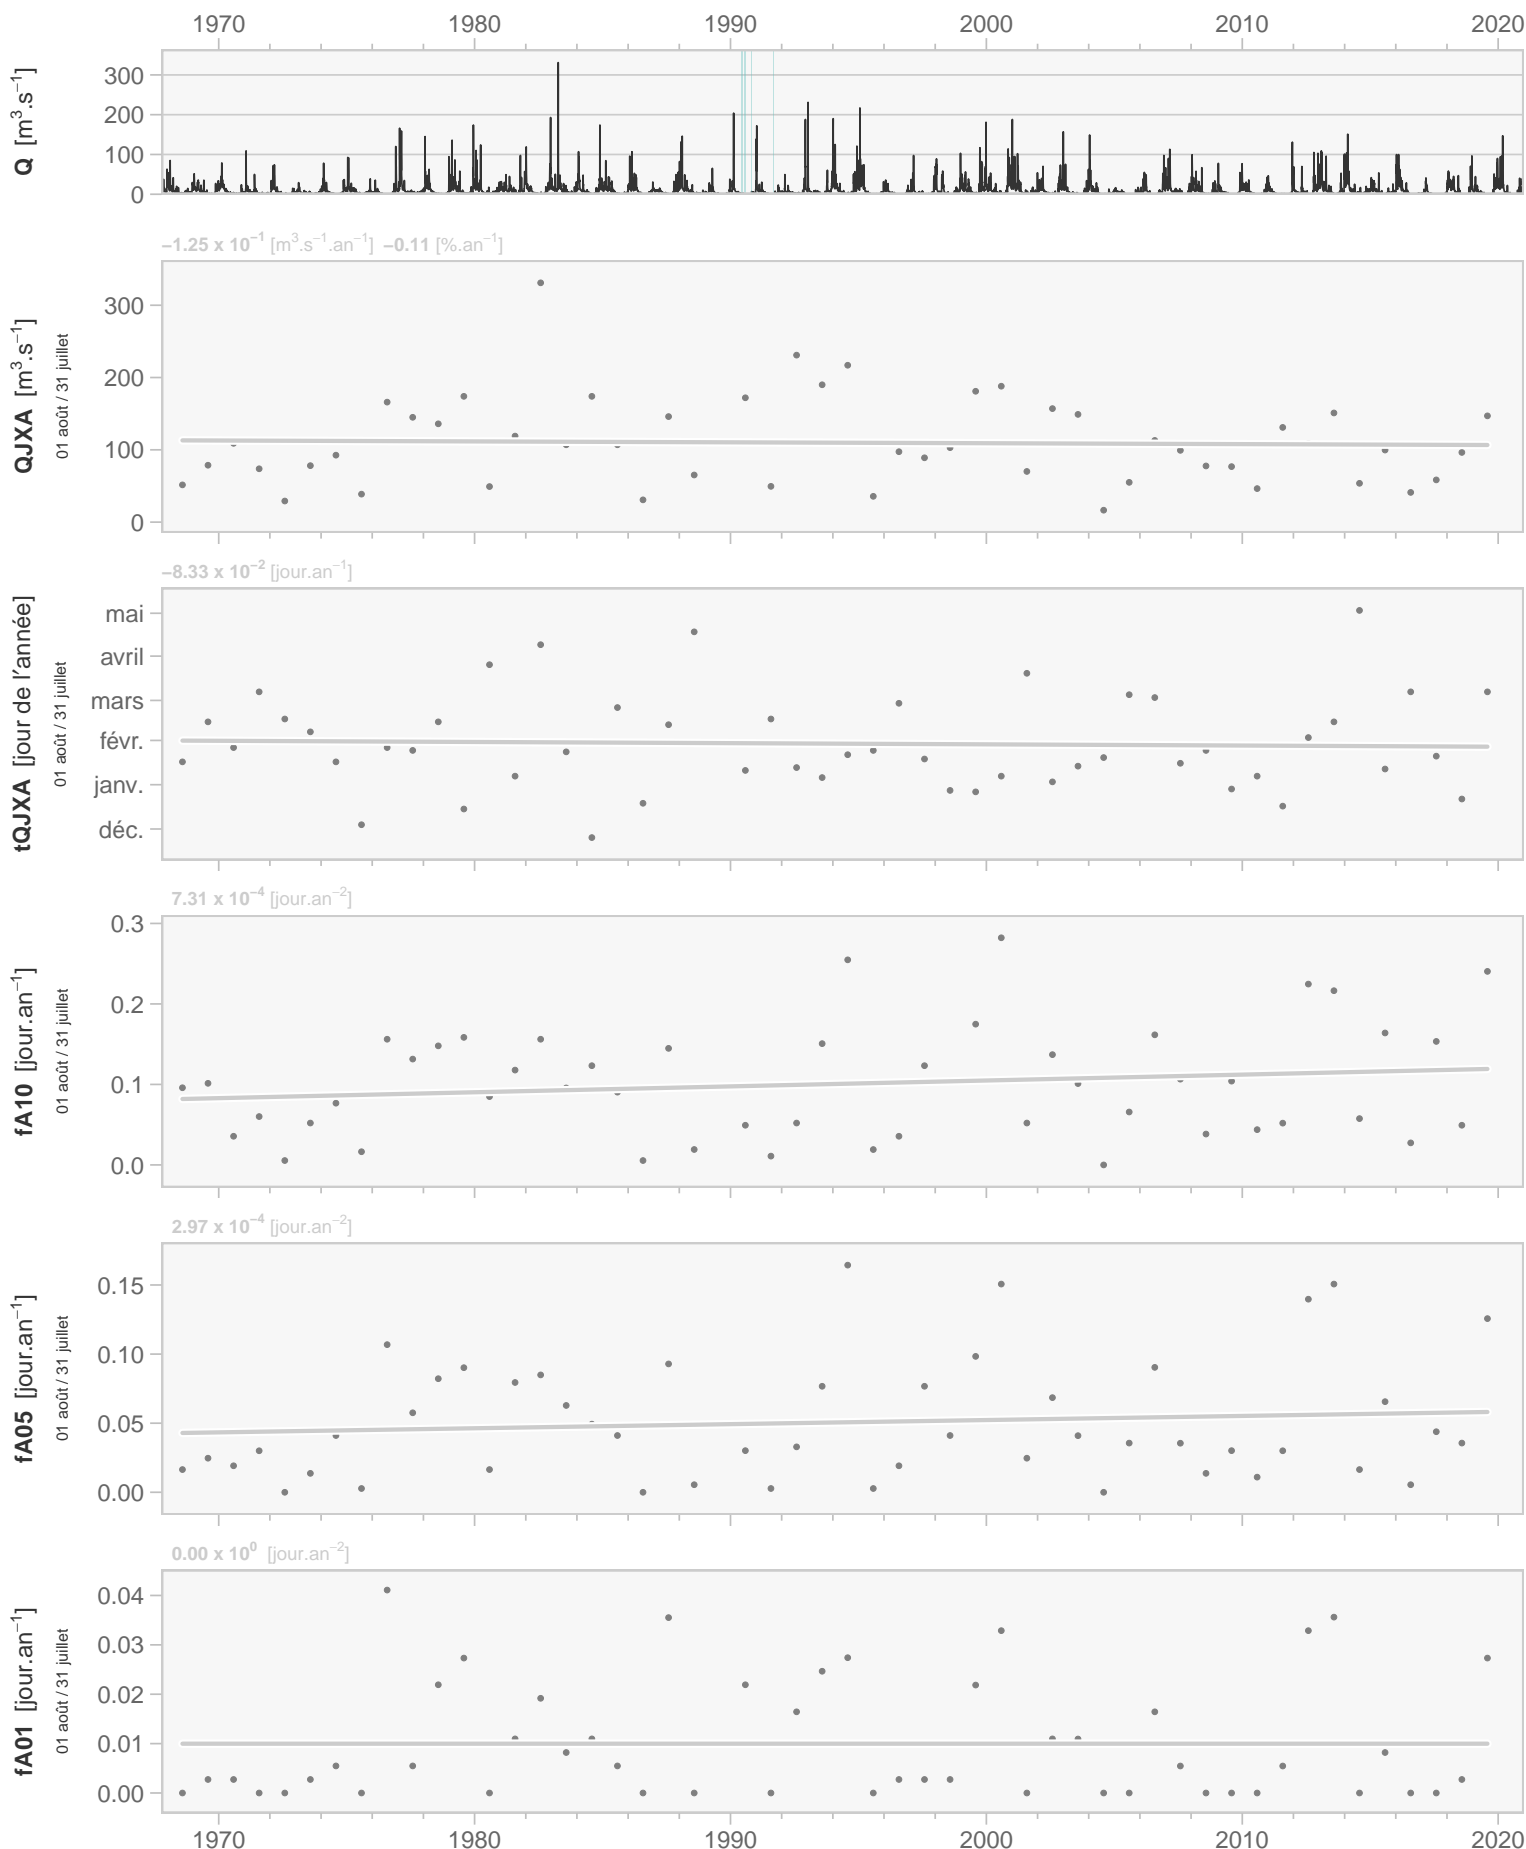 1970 1980 1990 2000 2010 2020
Q [m³.s⁻¹]
300
200
100
0
−1.25 x 10⁻¹ [m³.s⁻¹.an⁻¹] −0.11 [%.an⁻¹]
QJXA [m³.s⁻¹]
01 août / 31 juillet
300
200
100
0
−8.33 x 10⁻² [jour.an⁻¹]
tQJXA [jour de l'année]
01 août / 31 juillet
mai
avril
mars
févr.
janv.
déc.
7.31 x 10⁻⁴ [jour.an⁻²]
fA10 [jour.an⁻¹]
01 août / 31 juillet
0.3
0.2
0.1
0.0
2.97 x 10⁻⁴ [jour.an⁻²]
fA05 [jour.an⁻¹]
01 août / 31 juillet
0.15
0.10
0.05
0.00
0.00 x 10⁰ [jour.an⁻²]
fA01 [jour.an⁻¹]
01 août / 31 juillet
0.04
0.03
0.02
0.01
0.00
1970 1980 1990 2000 2010 2020